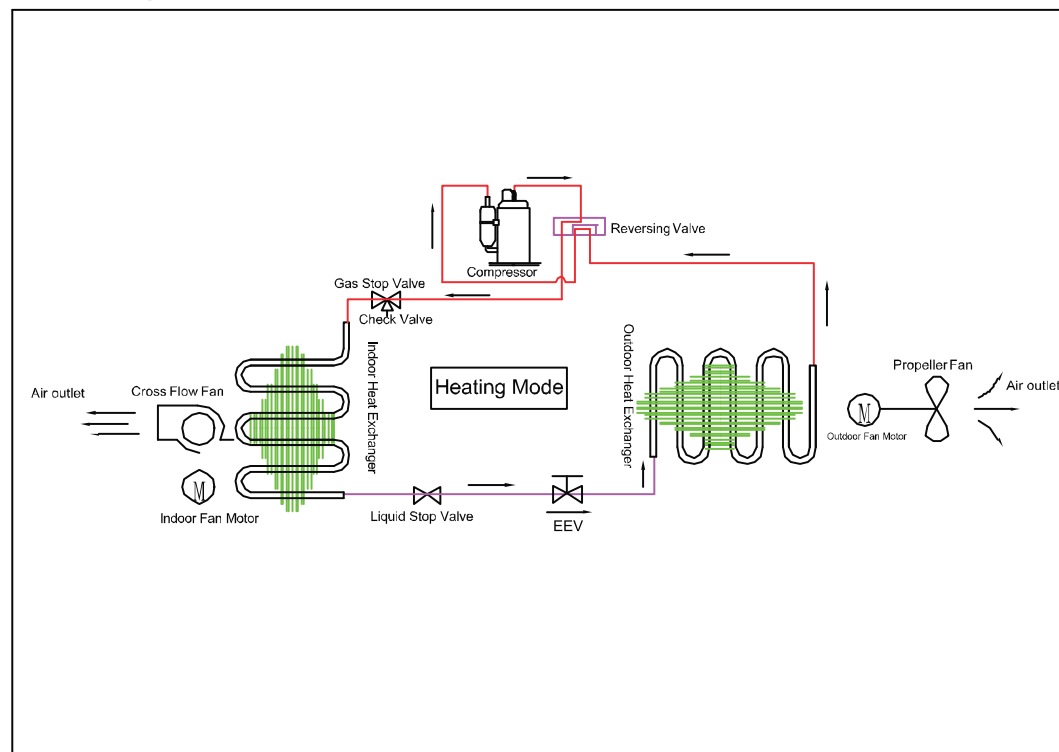 Reversing Valve
Compressor
Gas Stop Valve
Check Valve
Indoor Heat Exchanger
Outdoor Heat Exchanger
Heating Mode
Propeller Fan
Air outlet
Cross Flow Fan
Air outlet
M
Outdoor Fan Motor
M
Indoor Fan Motor
Liquid Stop Valve
EEV